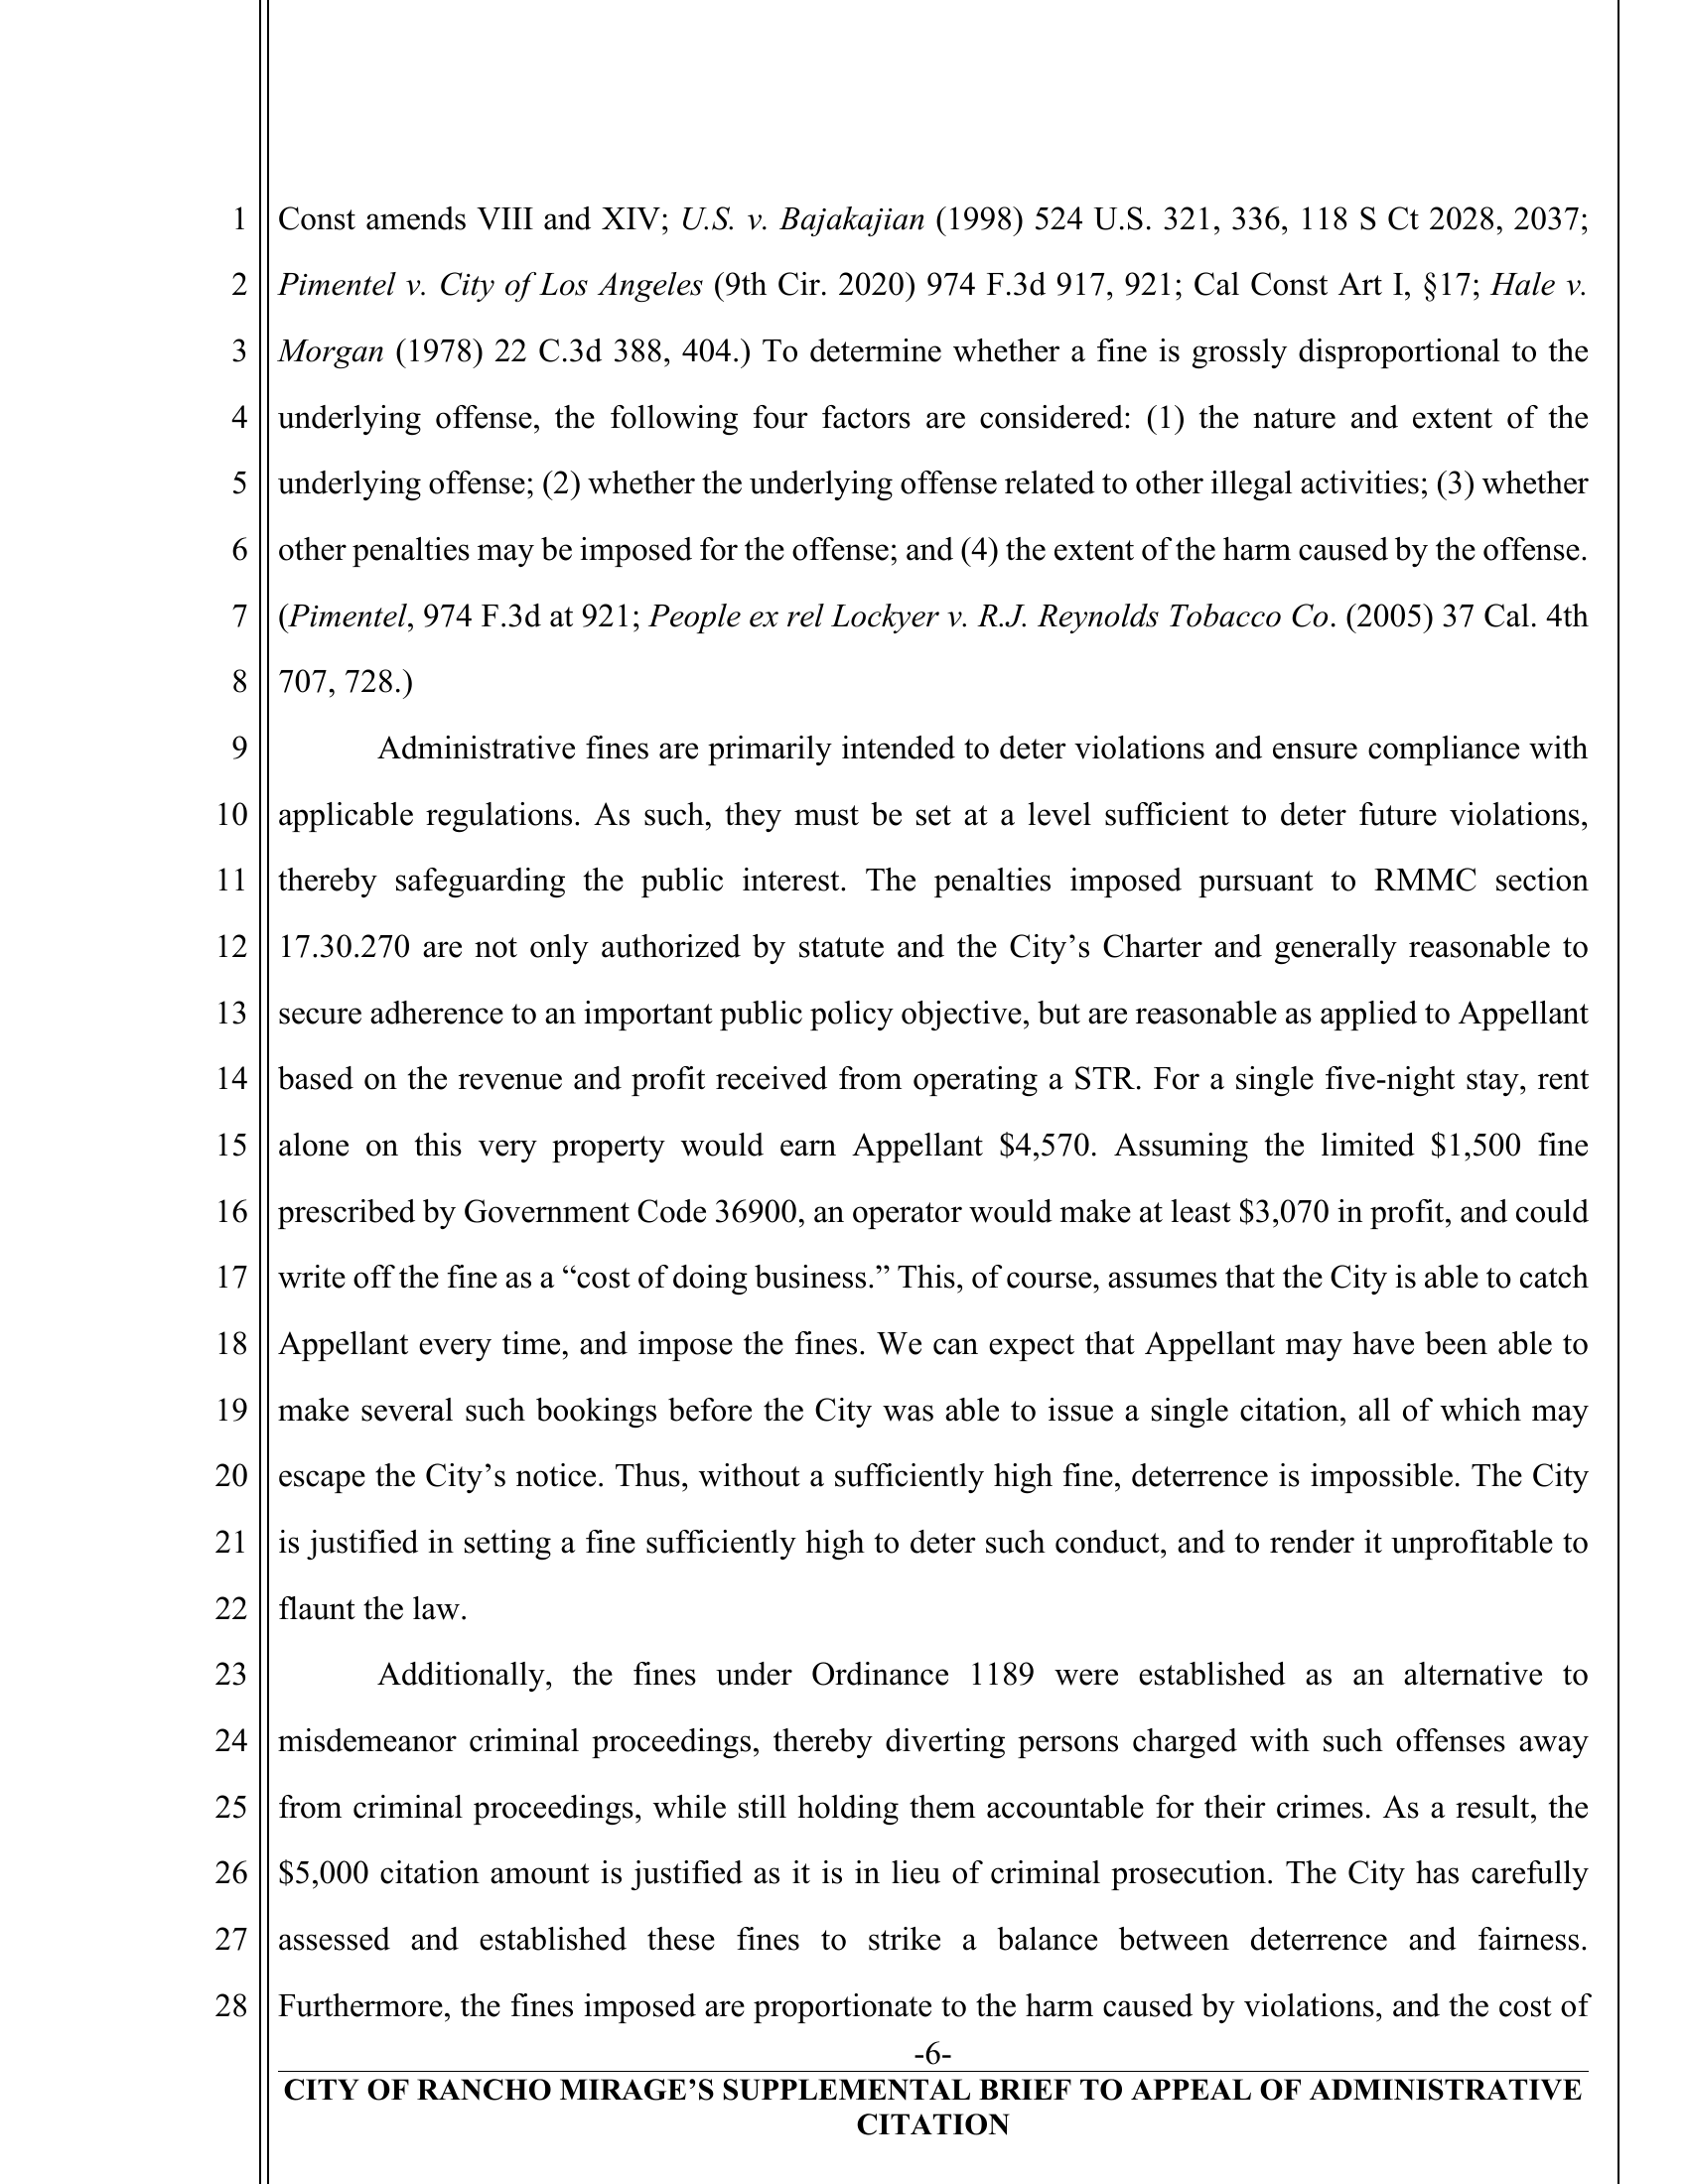 1 Const amends VIII and XIV; U.S. v. Bajakajian (1998) 524 U.S. 321, 336, 118 S Ct 2028, 2037;
2 Pimentel v. City of Los Angeles (9th Cir. 2020) 974 F.3d 917, 921; Cal Const Art I, §17; Hale v.
3 Morgan (1978) 22 C.3d 388, 404.) To determine whether a fine is grossly disproportional to the
4 underlying offense, the following four factors are considered: (1) the nature and extent of the
5 underlying offense; (2) whether the underlying offense related to other illegal activities; (3) whether
6 other penalties may be imposed for the offense; and (4) the extent of the harm caused by the offense.
7 (Pimentel, 974 F.3d at 921; People ex rel Lockyer v. R.J. Reynolds Tobacco Co. (2005) 37 Cal. 4th
8 707, 728.)
9 Administrative fines are primarily intended to deter violations and ensure compliance with
10 applicable regulations. As such, they must be set at a level sufficient to deter future violations,
11 thereby safeguarding the public interest. The penalties imposed pursuant to RMMC section
12 17.30.270 are not only authorized by statute and the City’s Charter and generally reasonable to
13 secure adherence to an important public policy objective, but are reasonable as applied to Appellant
14 based on the revenue and profit received from operating a STR. For a single five-night stay, rent
15 alone on this very property would earn Appellant $4,570. Assuming the limited $1,500 fine
16 prescribed by Government Code 36900, an operator would make at least $3,070 in profit, and could
17 write off the fine as a “cost of doing business.” This, of course, assumes that the City is able to catch
18 Appellant every time, and impose the fines. We can expect that Appellant may have been able to
19 make several such bookings before the City was able to issue a single citation, all of which may
20 escape the City’s notice. Thus, without a sufficiently high fine, deterrence is impossible. The City
21 is justified in setting a fine sufficiently high to deter such conduct, and to render it unprofitable to
22 flaunt the law.
23 Additionally, the fines under Ordinance 1189 were established as an alternative to
24 misdemeanor criminal proceedings, thereby diverting persons charged with such offenses away
25 from criminal proceedings, while still holding them accountable for their crimes. As a result, the
26 $5,000 citation amount is justified as it is in lieu of criminal prosecution. The City has carefully
27 assessed and established these fines to strike a balance between deterrence and fairness.
28 Furthermore, the fines imposed are proportionate to the harm caused by violations, and the cost of
-6-
CITY OF RANCHO MIRAGE’S SUPPLEMENTAL BRIEF TO APPEAL OF ADMINISTRATIVE
CITATION